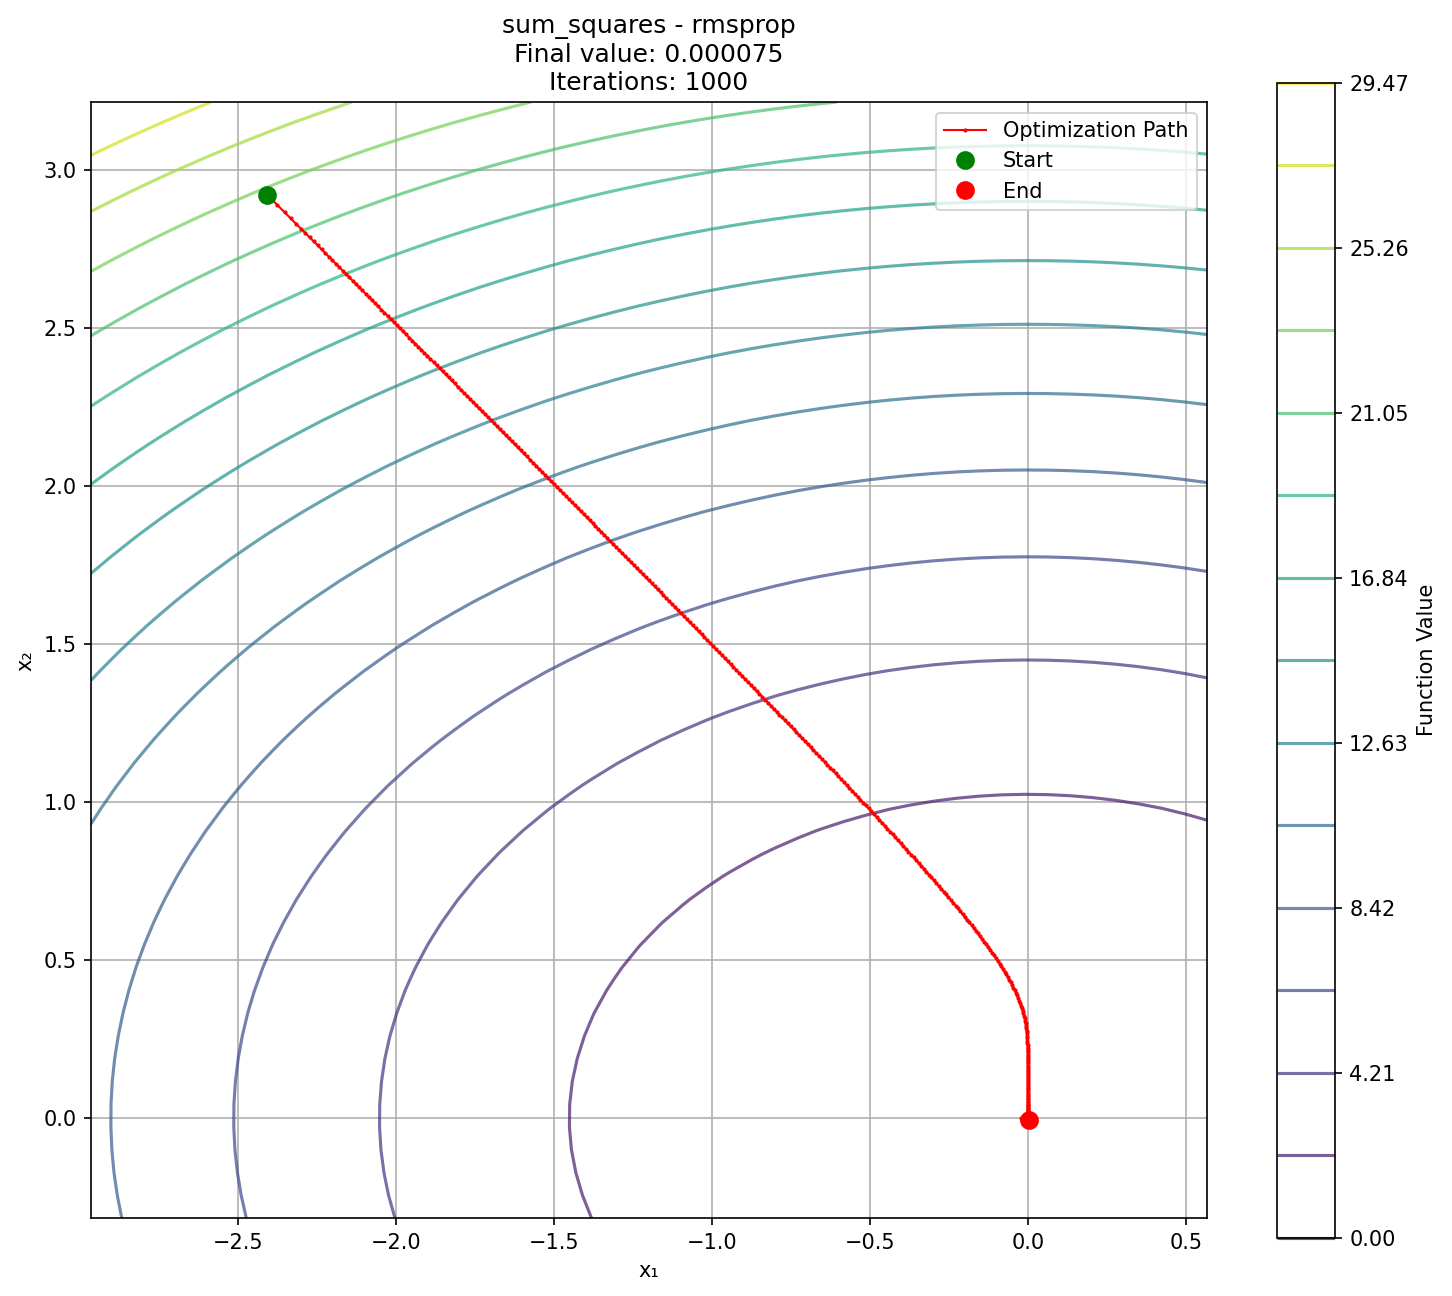 sum_squares - rmsprop
Final value: 0.000075
Iterations: 1000
Optimization Path
Start
End
3.0
2.5
2.0
1.5
1.0
0.5
0.0
x₂
−2.5
−2.0
−1.5
−1.0
−0.5
0.0
0.5
x₁
29.47
25.26
21.05
16.84
12.63
8.42
4.21
0.00
Function Value